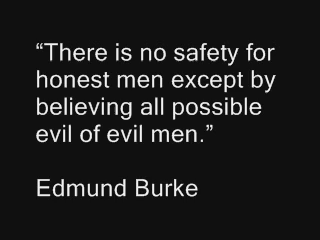 “There is no safety for
honest men except by
believing all possible
evil of evil men.”
Edmund Burke